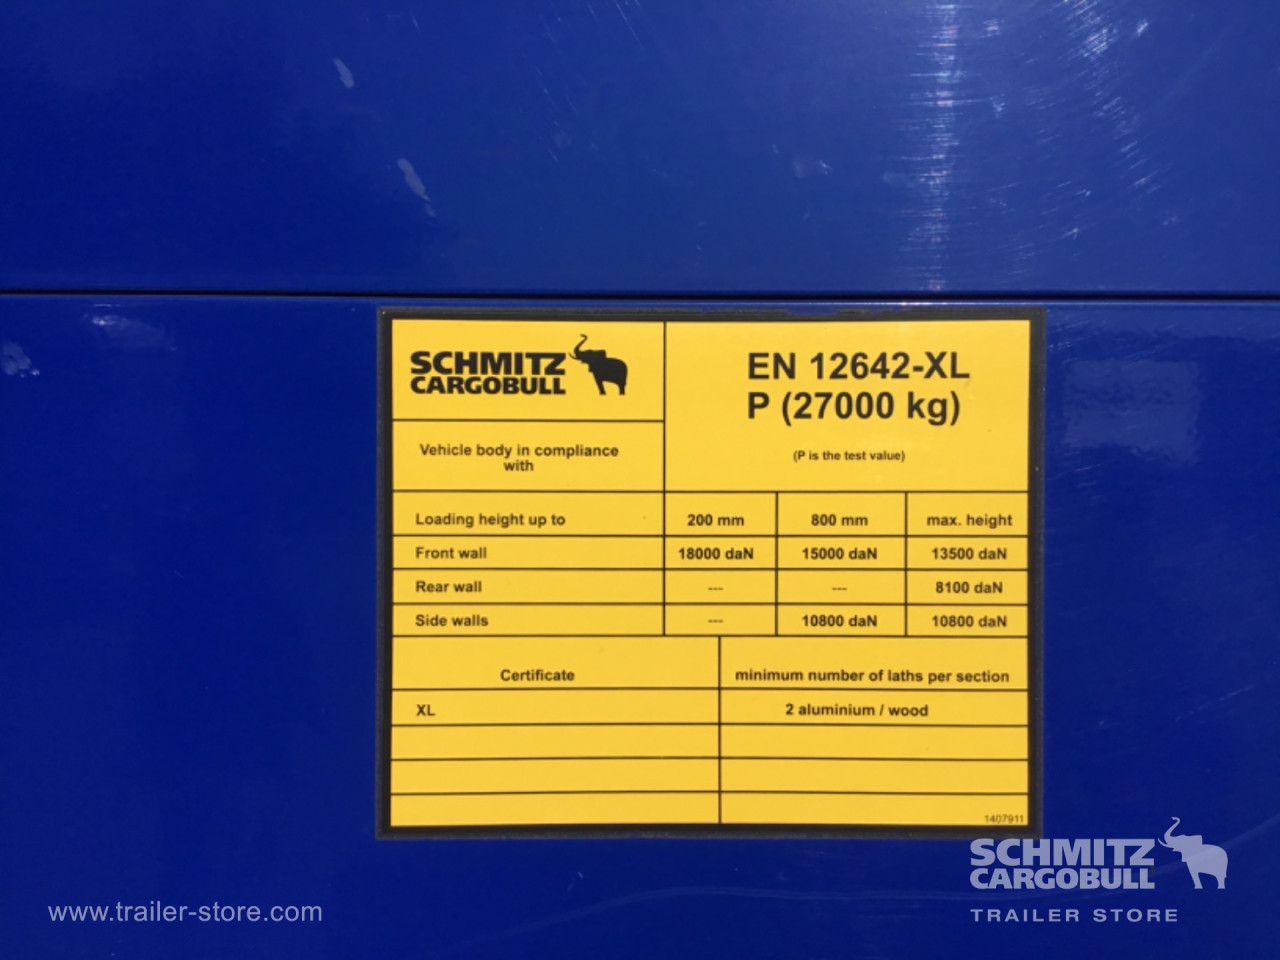 SCHMITZ
CARGOBULL
EN 12642-XL
P (27000 kg)
Vehicle body in compliance
with
(P is the test value)
Loading height up to 200 mm 800 mm max. height
Front wall 18000 daN 15000 daN 13500 daN
Rear wall --- --- 8100 daN
Side walls --- 10800 daN 10800 daN
Certificate minimum number of laths per section
XL 2 aluminium / wood
1407911
SCHMITZ
CARGOBULL
TRAILER STORE
www.trailer-store.com